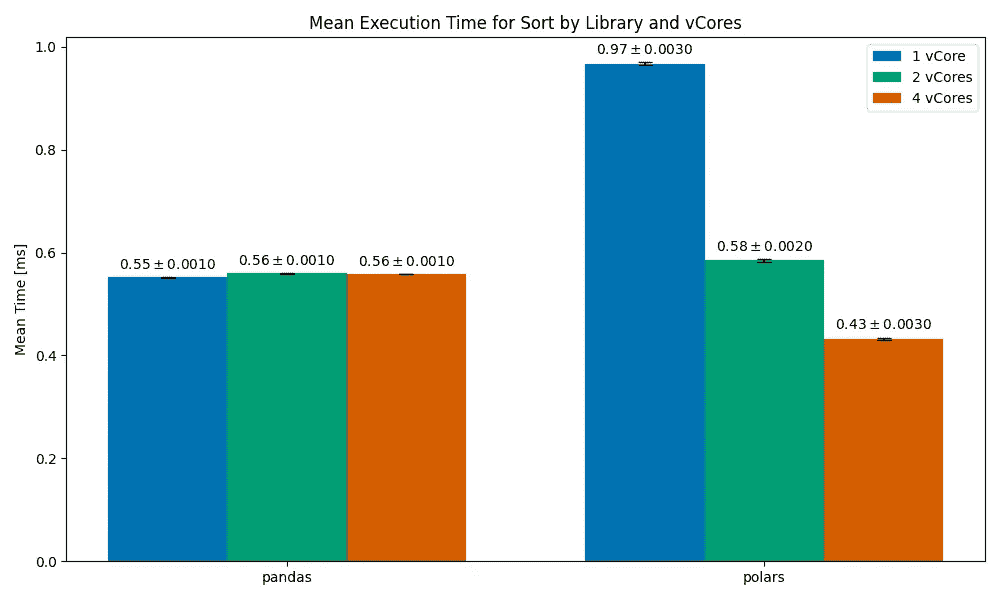 Mean Execution Time for Sort by Library and vCores
Mean Time [ms]
1.0
0.8
0.6
0.4
0.2
0.0
0.55±0.0010
0.56±0.0010
0.56±0.0010
0.97±0.0030
0.58±0.0020
0.43±0.0030
1 vCore
2 vCores
4 vCores
pandas
polars